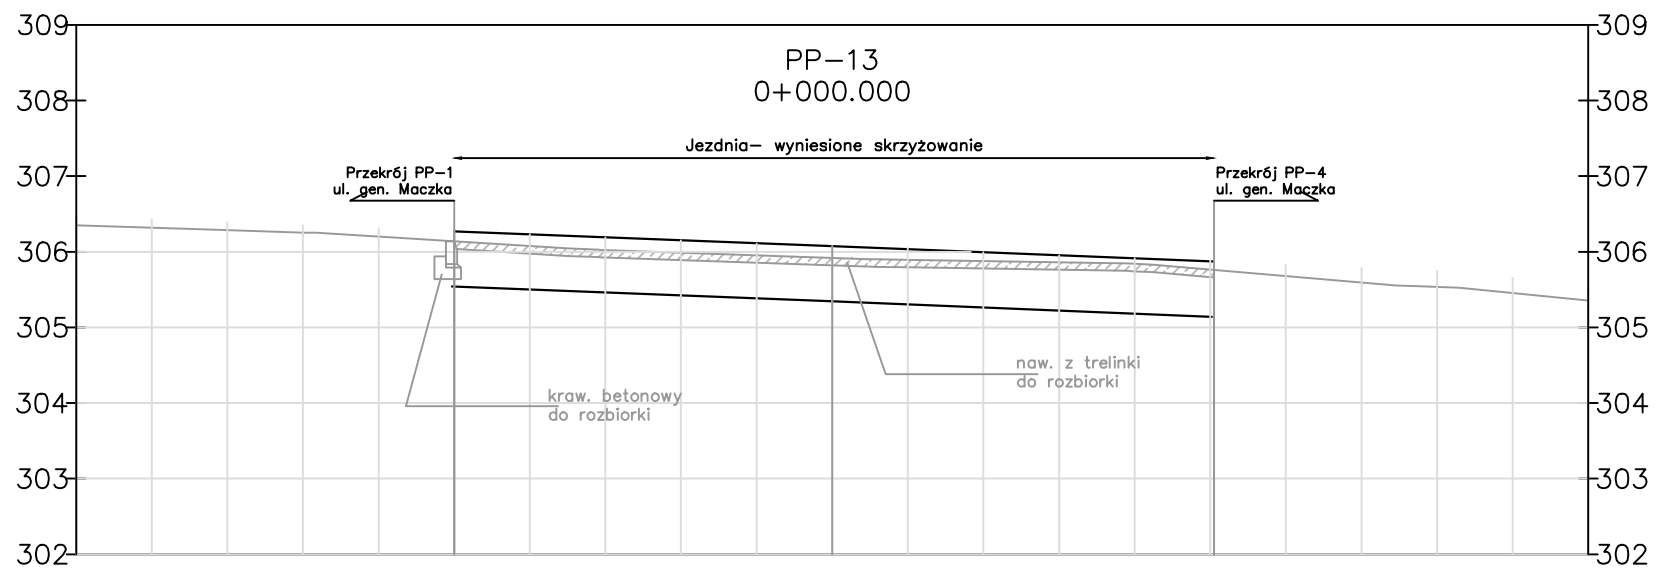 309
309
PP-13
0+000.000
308
308
Jezdnia- wyniesione skrzyżowanie
307
Przekrój PP-1
ul. gen. Maczka
Przekrój PP-4
ul. gen. Maczka
307
306
306
305
305
naw. z trelinki
do rozbiorki
kraw. betonowy
do rozbiorki
304
304
303
303
302
302